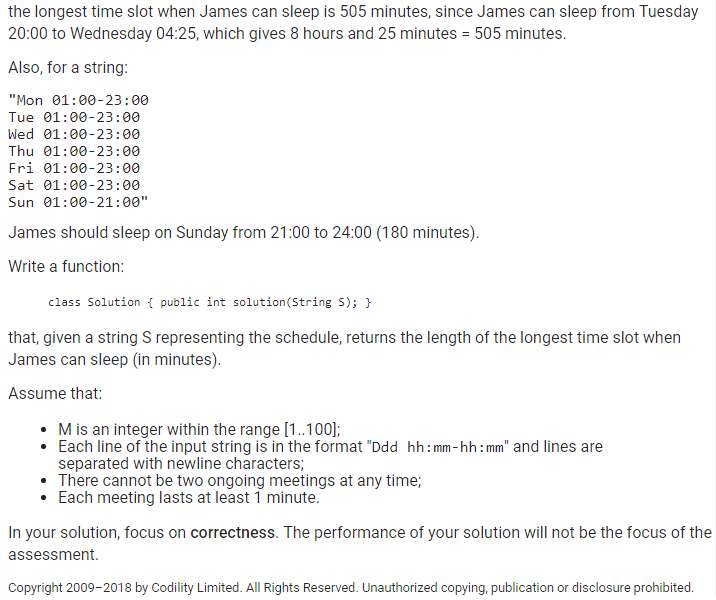 the longest time slot when James can sleep is 505 minutes, since James can sleep from Tuesday
20:00 to Wednesday 04:25, which gives 8 hours and 25 minutes = 505 minutes.
Also, for a string:
"Mon 01:00-23:00
Tue 01:00-23:00
Wed 01:00-23:00
Thu 01:00-23:00
Fri 01:00-23:00
Sat 01:00-23:00
Sun 01:00-21:00"
James should sleep on Sunday from 21:00 to 24:00 (180 minutes).
Write a function:
class Solution { public int solution(String S); }
that, given a string S representing the schedule, returns the length of the longest time slot when
James can sleep (in minutes).
Assume that:
• M is an integer within the range [1..100];
• Each line of the input string is in the format "Ddd hh:mm-hh:mm" and lines are
separated with newline characters;
• There cannot be two ongoing meetings at any time;
• Each meeting lasts at least 1 minute.
In your solution, focus on correctness. The performance of your solution will not be the focus of the
assessment.
Copyright 2009–2018 by Codility Limited. All Rights Reserved. Unauthorized copying, publication or disclosure prohibited.